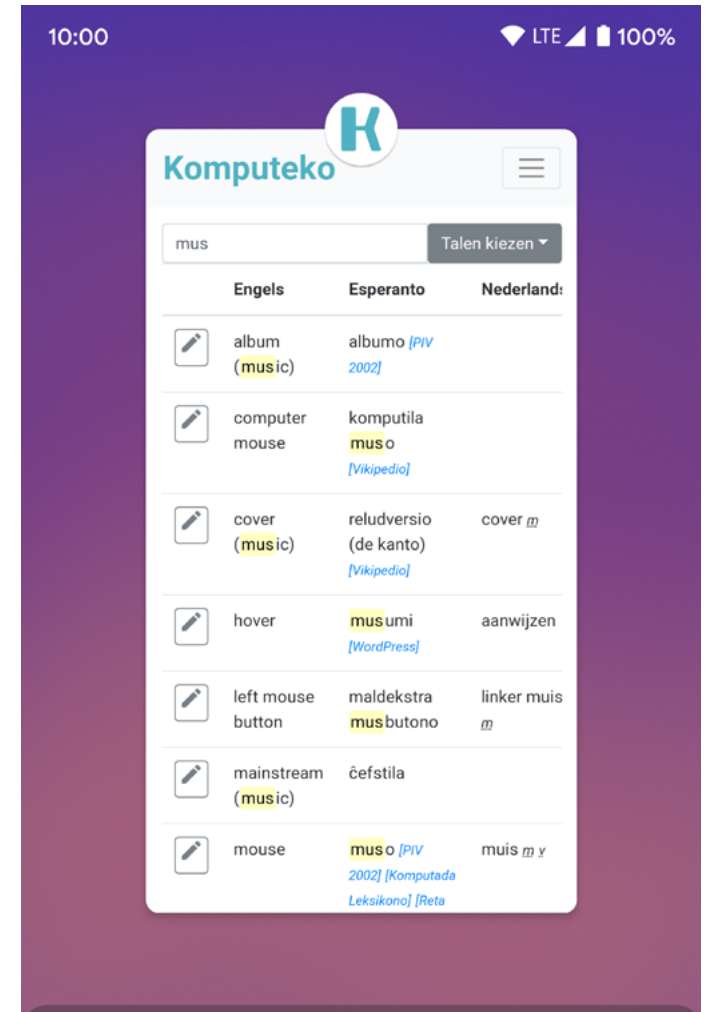 10:00 LTE 100%
K
Komputeko
mus Talen kiezen
Engels Esperanto Nederlands
album albumo [PIV
(music) 2002]
computer komputila
mouse muso
[Vikipedio]
cover reludversio cover m
(music) (de kanto)
[Vikipedio]
hover musumi aanwijzen
[WordPress]
left mouse maldekstra linker muis
button musbutono m
mainstream ĉefstila
(music)
mouse muso [PIV muis m v
2002] [Komputada
Leksikono] [Reta